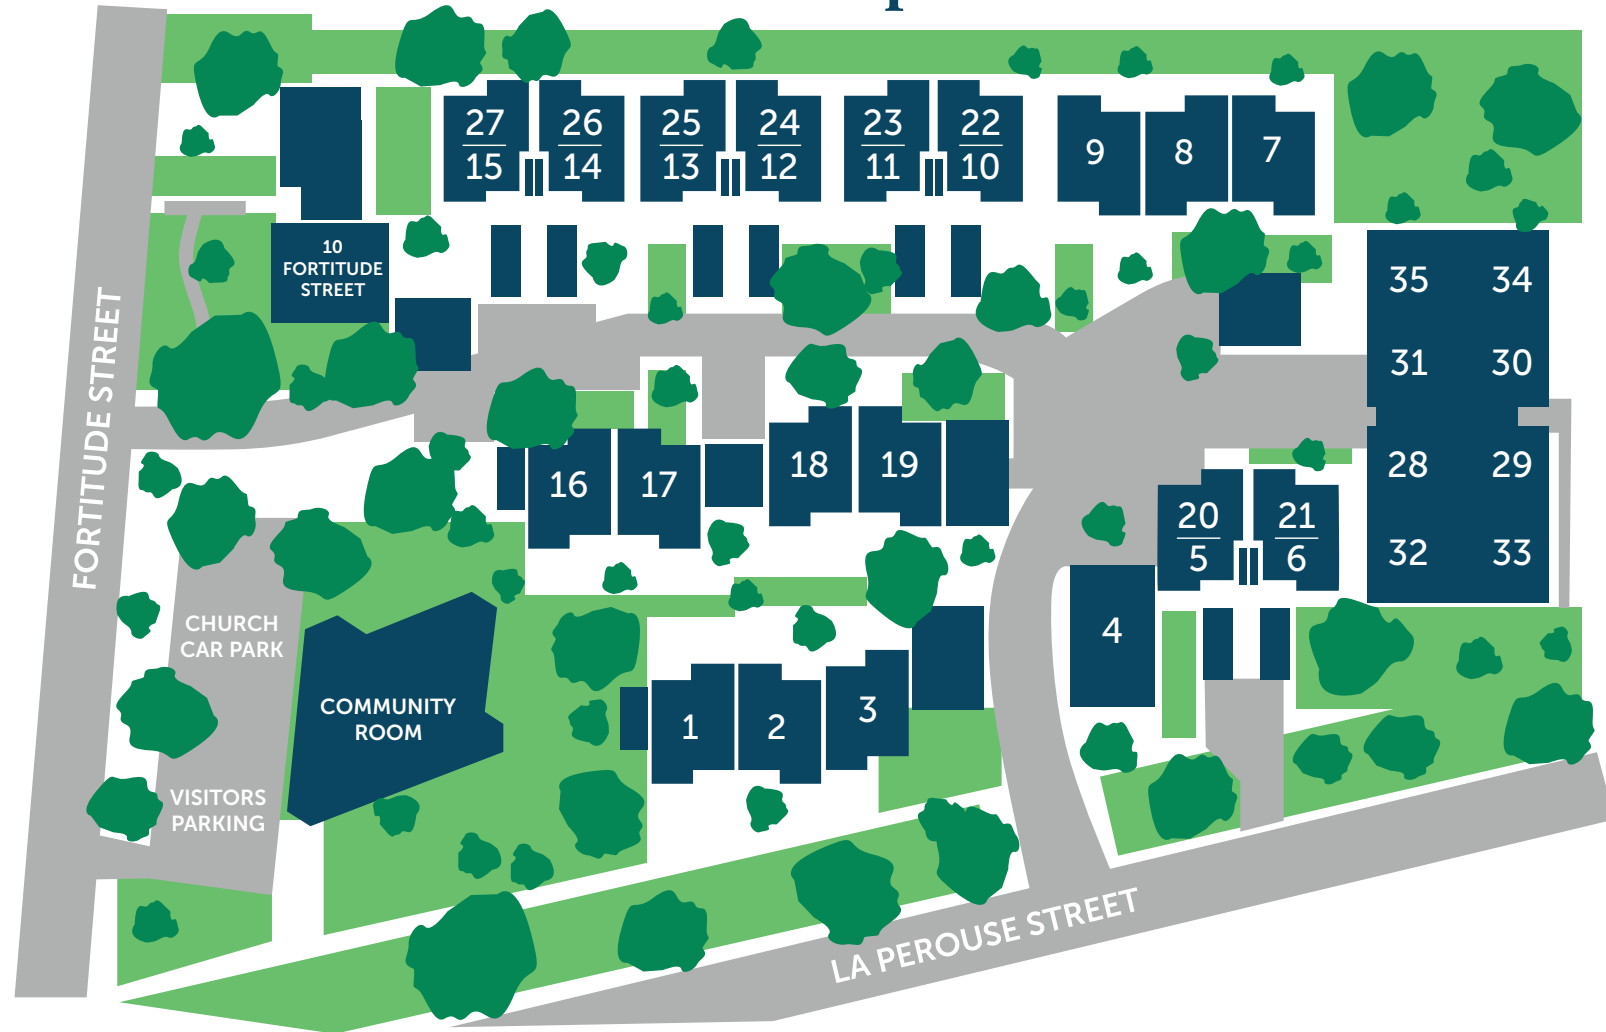 27 26 25 24 23 22
15 14 13 12 11 10
9 8 7
10
FORTITUDE
STREET
35 34
31 30
28 29
32 33
FORTITUDE STREET
16 17 18 19
20 21
5 6
4
CHURCH
CAR PARK
COMMUNITY
ROOM
1 2 3
VISITORS
PARKING
LA PEROUSE STREET